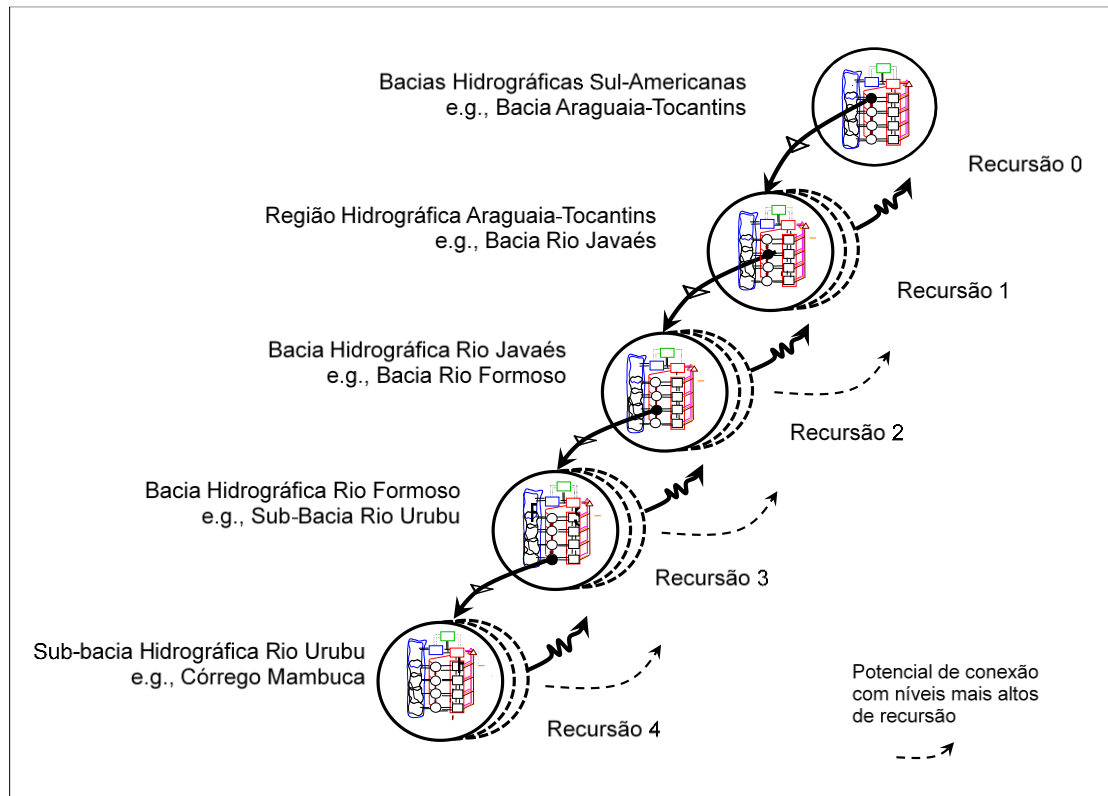 Bacias Hidrográficas Sul-Americanas
e.g., Bacia Araguaia-Tocantins
Recursão 0
Região Hidrográfica Araguaia-Tocantins
e.g., Bacia Rio Javaés
Recursão 1
Bacia Hidrográfica Rio Javaés
e.g., Bacia Rio Formoso
Recursão 2
Bacia Hidrográfica Rio Formoso
e.g., Sub-Bacia Rio Urubu
Recursão 3
Sub-bacia Hidrográfica Rio Urubu
e.g., Córrego Mambuca
Recursão 4
Potencial de conexão
com níveis mais altos
de recursão